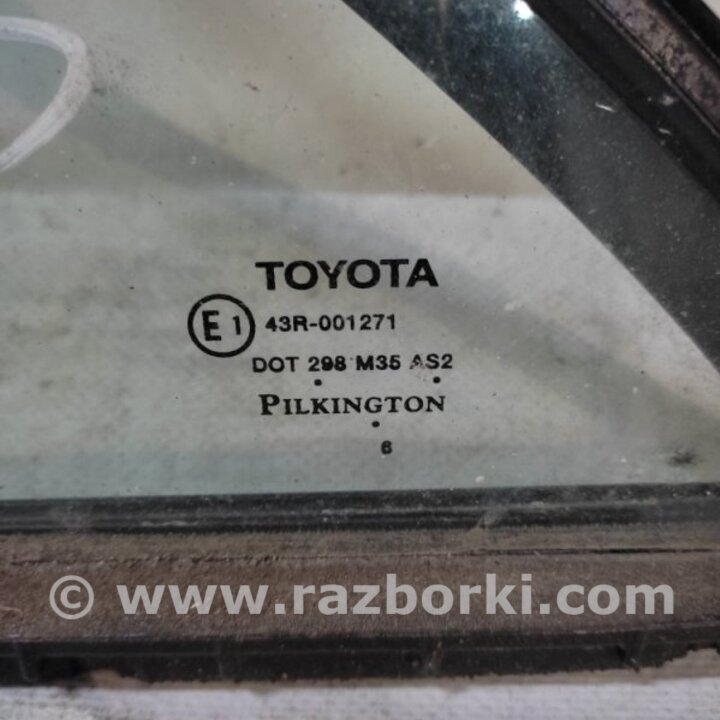 TOYOTA
E1 43R-001271
DOT 298 M35 AS2
PILKINGTON
6
© www.razborki.com